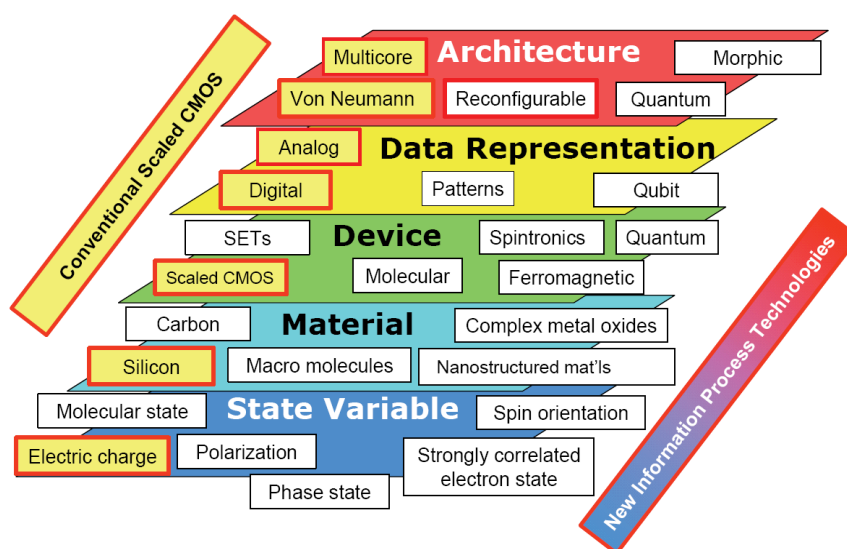 Conventional Scaled CMOS
Architecture
Multicore
Morphic
Von Neumann
Reconfigurable
Quantum
Analog
Data Representation
Digital
Patterns
Qubit
SETs
Device
Spintronics
Quantum
Scaled CMOS
Molecular
Ferromagnetic
Carbon
Material
Complex metal oxides
Silicon
Macro molecules
Nanostructured mat'ls
Molecular state
State Variable
Spin orientation
Electric charge
Polarization
Strongly correlated
electron state
Phase state
New Information Process Technologies